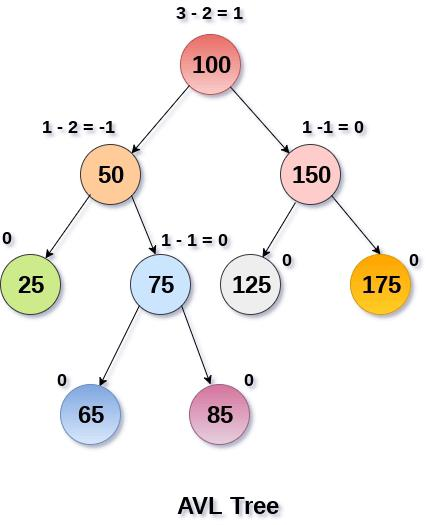 3 - 2 = 1
100
1 - 2 = -1
1 -1 = 0
50
150
0
1 - 1 = 0
0
0
25
75
125
175
0
0
65
85
AVL Tree